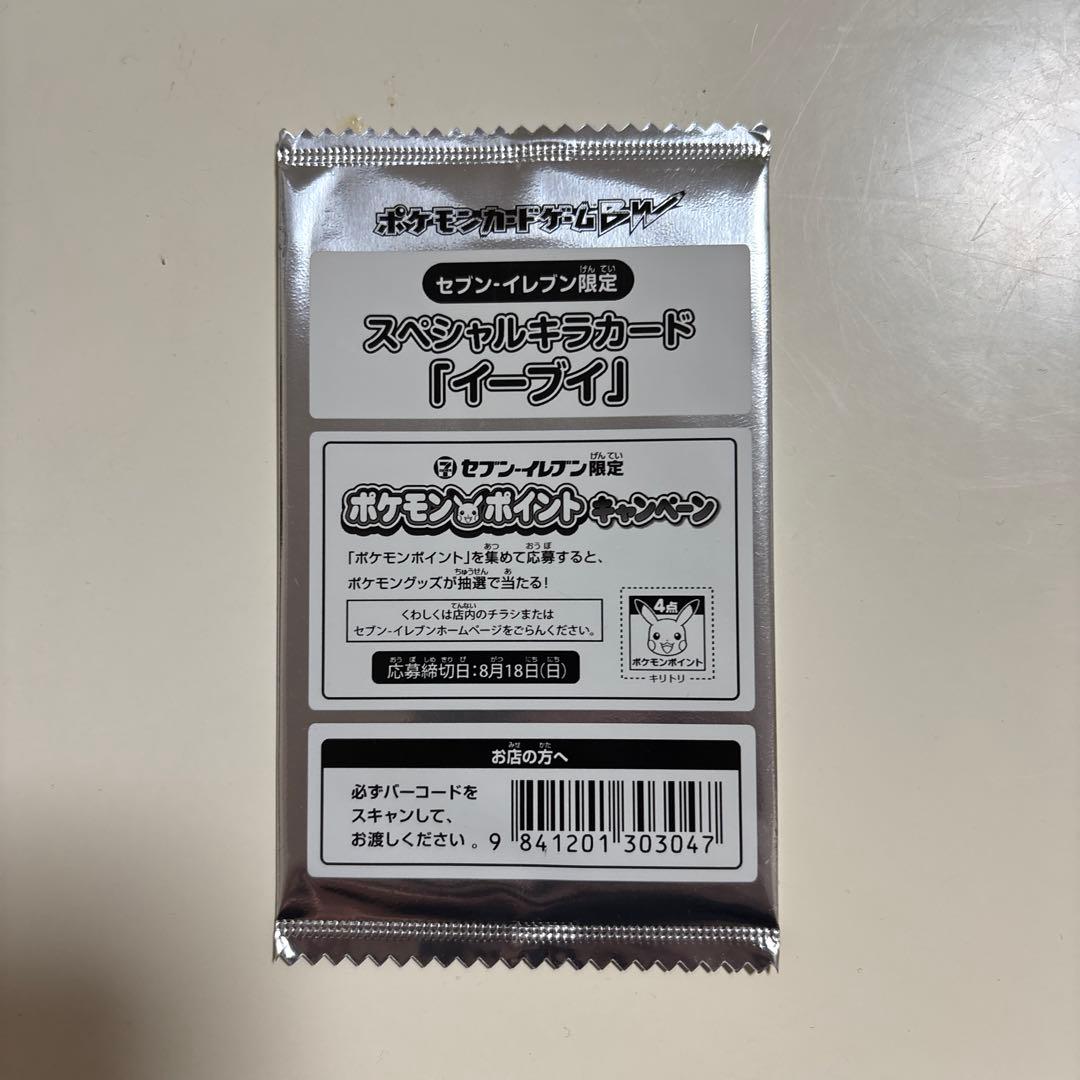 ポケモンカードゲームBW
セブン-イレブン限定
スペシャルキラカード
「イーブイ」
セブン-イレブン限定
ポケモンポイントキャンペーン
「ポケモンポイント」を集めて応募すると、
ポケモングッズが抽選で当たる!
くわしくは店内のチラシまたは
セブン-イレブンホームページをごらんください。
応募締切日:8月18日(日)
4点
ポケモンポイント
キリトリ
お店の方へ
必ずバーコードを
スキャンして、
お渡しください。
9 841201 303047